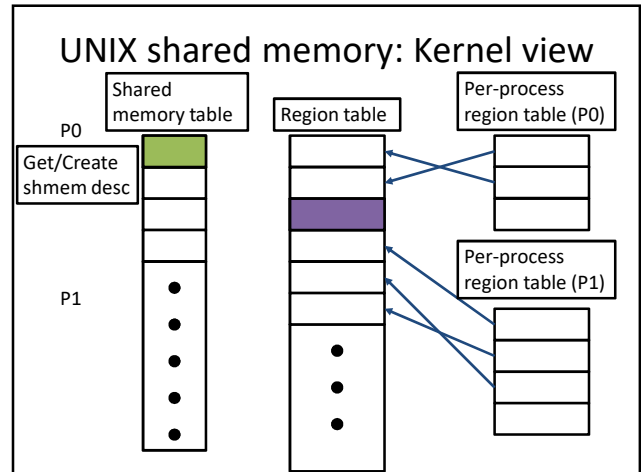 UNIX shared memory: Kernel view
Shared
memory table
Region table
Per-process
region table (P0)
P0
Get/Create
shmem desc
Per-process
region table (P1)
P1